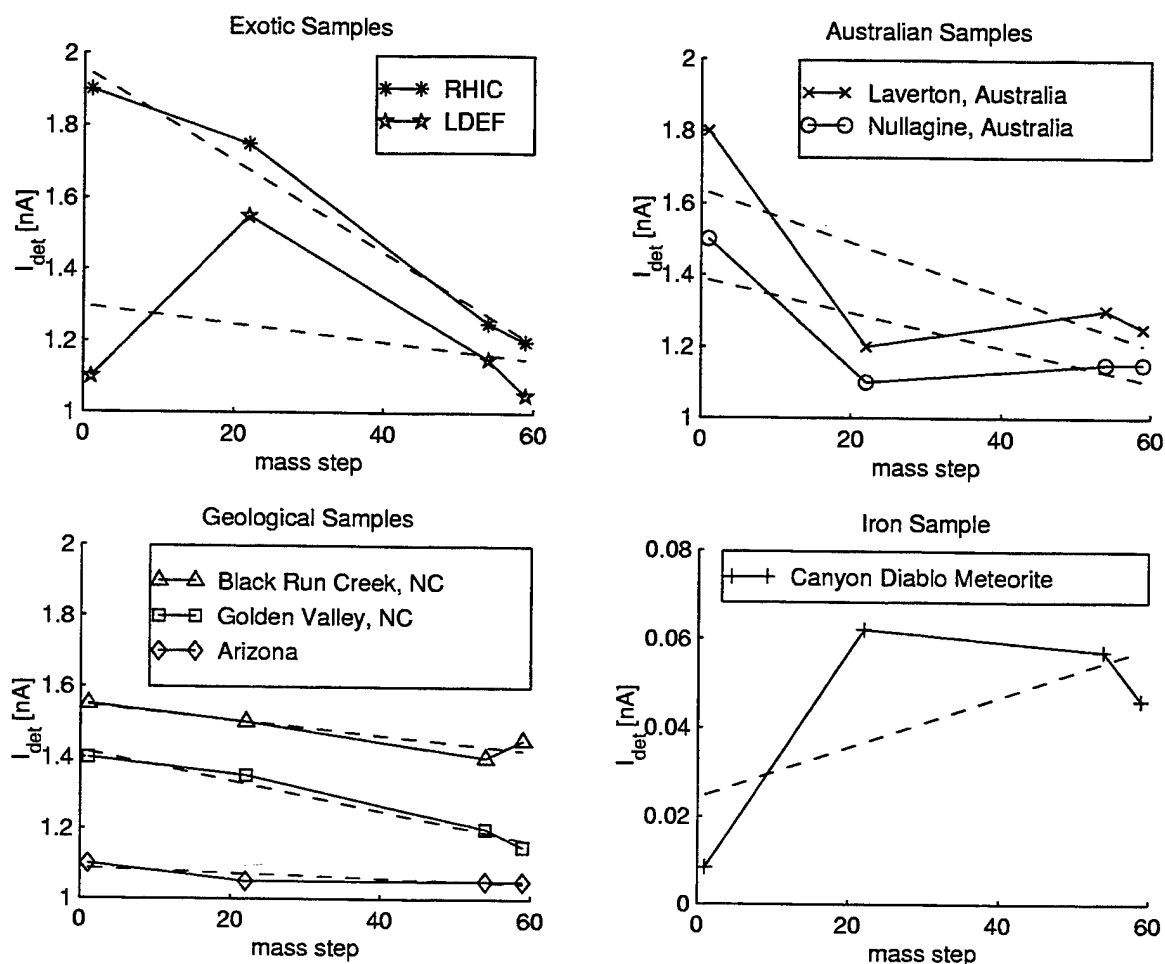 Exotic Samples
2
1.8
1.6
1.4
1.2
1
I_det [nA]
RHIC
LDEF
0 20 40 60
mass step
Australian Samples
2
1.8
1.6
1.4
1.2
1
I_det [nA]
Laverton, Australia
Nullagine, Australia
0 20 40 60
mass step
Geological Samples
2
1.8
1.6
1.4
1.2
1
I_det [nA]
Black Run Creek, NC
Golden Valley, NC
Arizona
0 20 40 60
mass step
Iron Sample
0.08
0.06
0.04
0.02
0
I_det [nA]
Canyon Diablo Meteorite
0 20 40 60
mass step